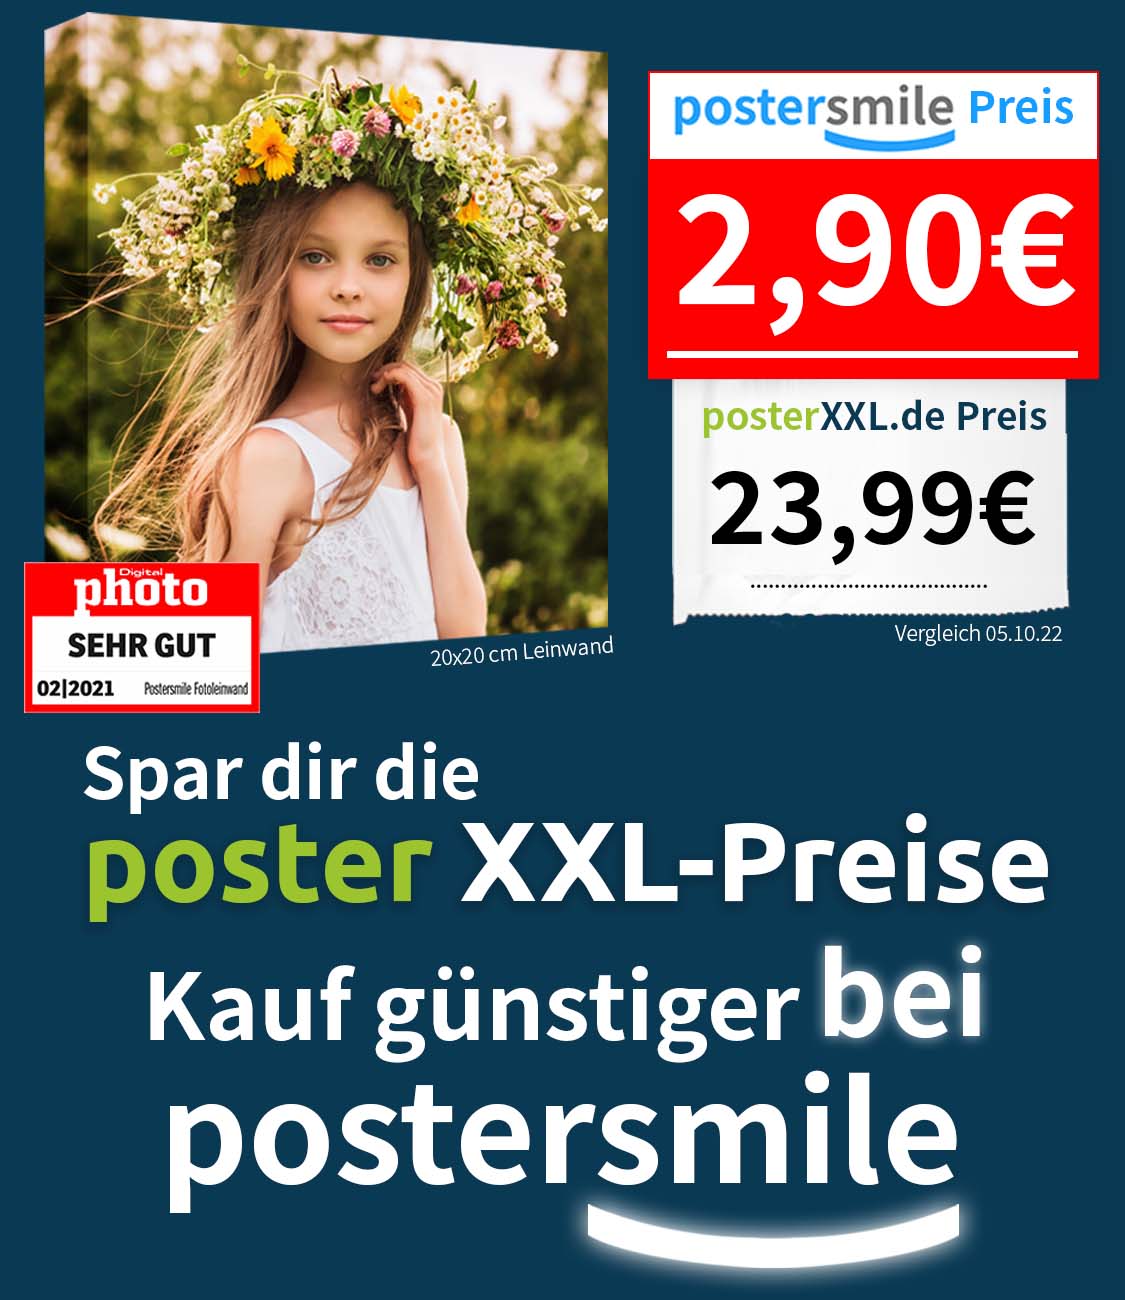 postersmile Preis
2,90€
posterXXL.de Preis
23,99€
Vergleich 05.10.22
20x20 cm Leinwand
Digital
photo
SEHR GUT
02|2021 Postersmile Fotoleinwand
Spar dir die
poster XXL-Preise
Kauf günstiger bei
postersmile